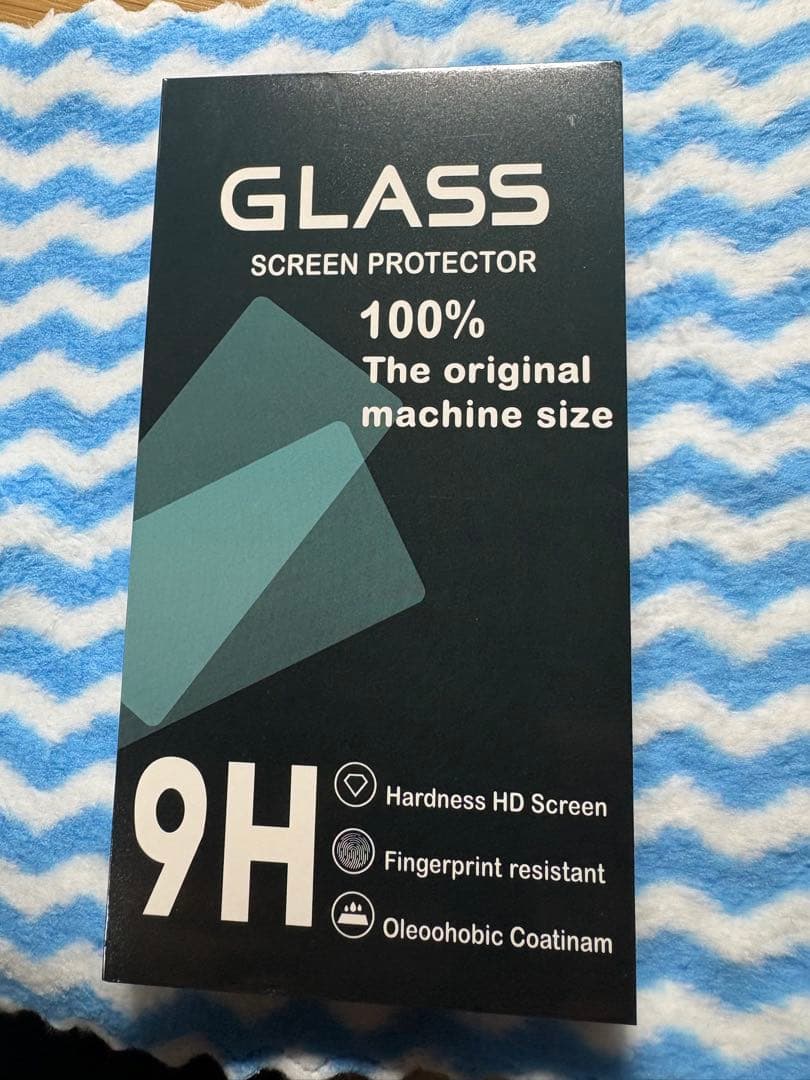 GLASS
SCREEN PROTECTOR
100%
The original
machine size
9H
Hardness HD Screen
Fingerprint resistant
Oleoohobic Coatinam